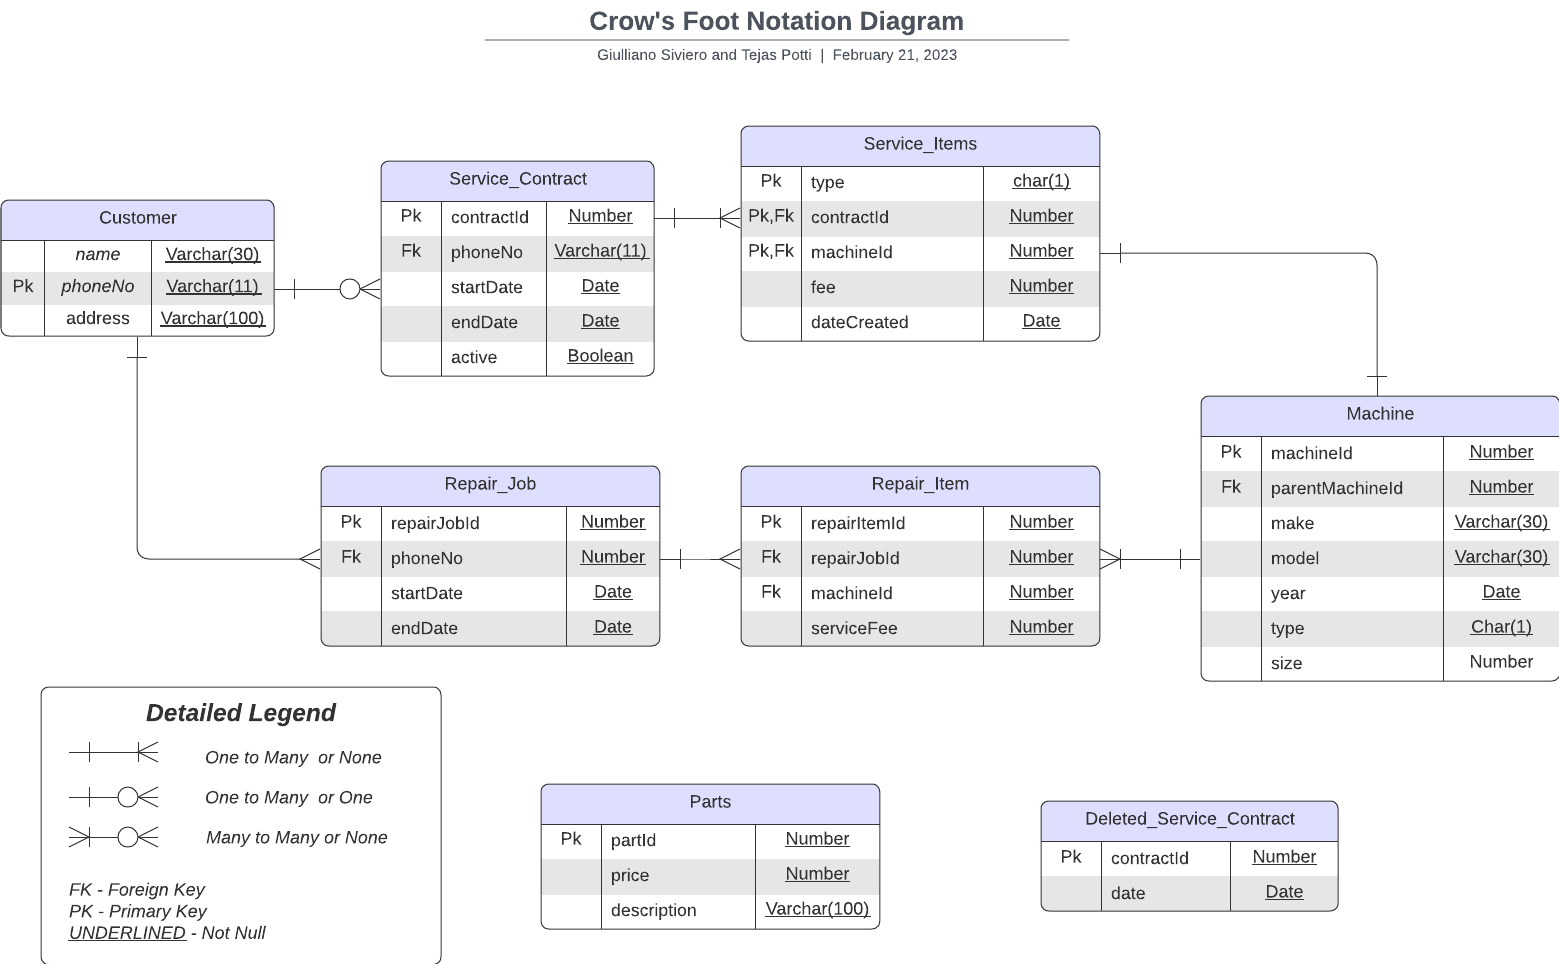 Crow's Foot Notation Diagram
Giulliano Siviero and Tejas Potti | February 21, 2023
Customer
name Varchar(30)
Pk phoneNo Varchar(11)
address Varchar(100)
Service_Contract
Pk contractId Number
Fk phoneNo Varchar(11)
startDate Date
endDate Date
active Boolean
Service_Items
Pk type char(1)
Pk,Fk contractId Number
Pk,Fk machineId Number
fee Number
dateCreated Date
Repair_Job
Pk repairJobId Number
Fk phoneNo Number
startDate Date
endDate Date
Repair_Item
Pk repairItemId Number
Fk repairJobId Number
Fk machineId Number
serviceFee Number
Machine
Pk machineId Number
Fk parentMachineId Number
make Varchar(30)
model Varchar(30)
year Date
type Char(1)
size Number
Detailed Legend
One to Many or None
One to Many or One
Many to Many or None
FK - Foreign Key
PK - Primary Key
UNDERLINED - Not Null
Parts
Pk partId Number
price Number
description Varchar(100)
Deleted_Service_Contract
Pk contractId Number
date Date